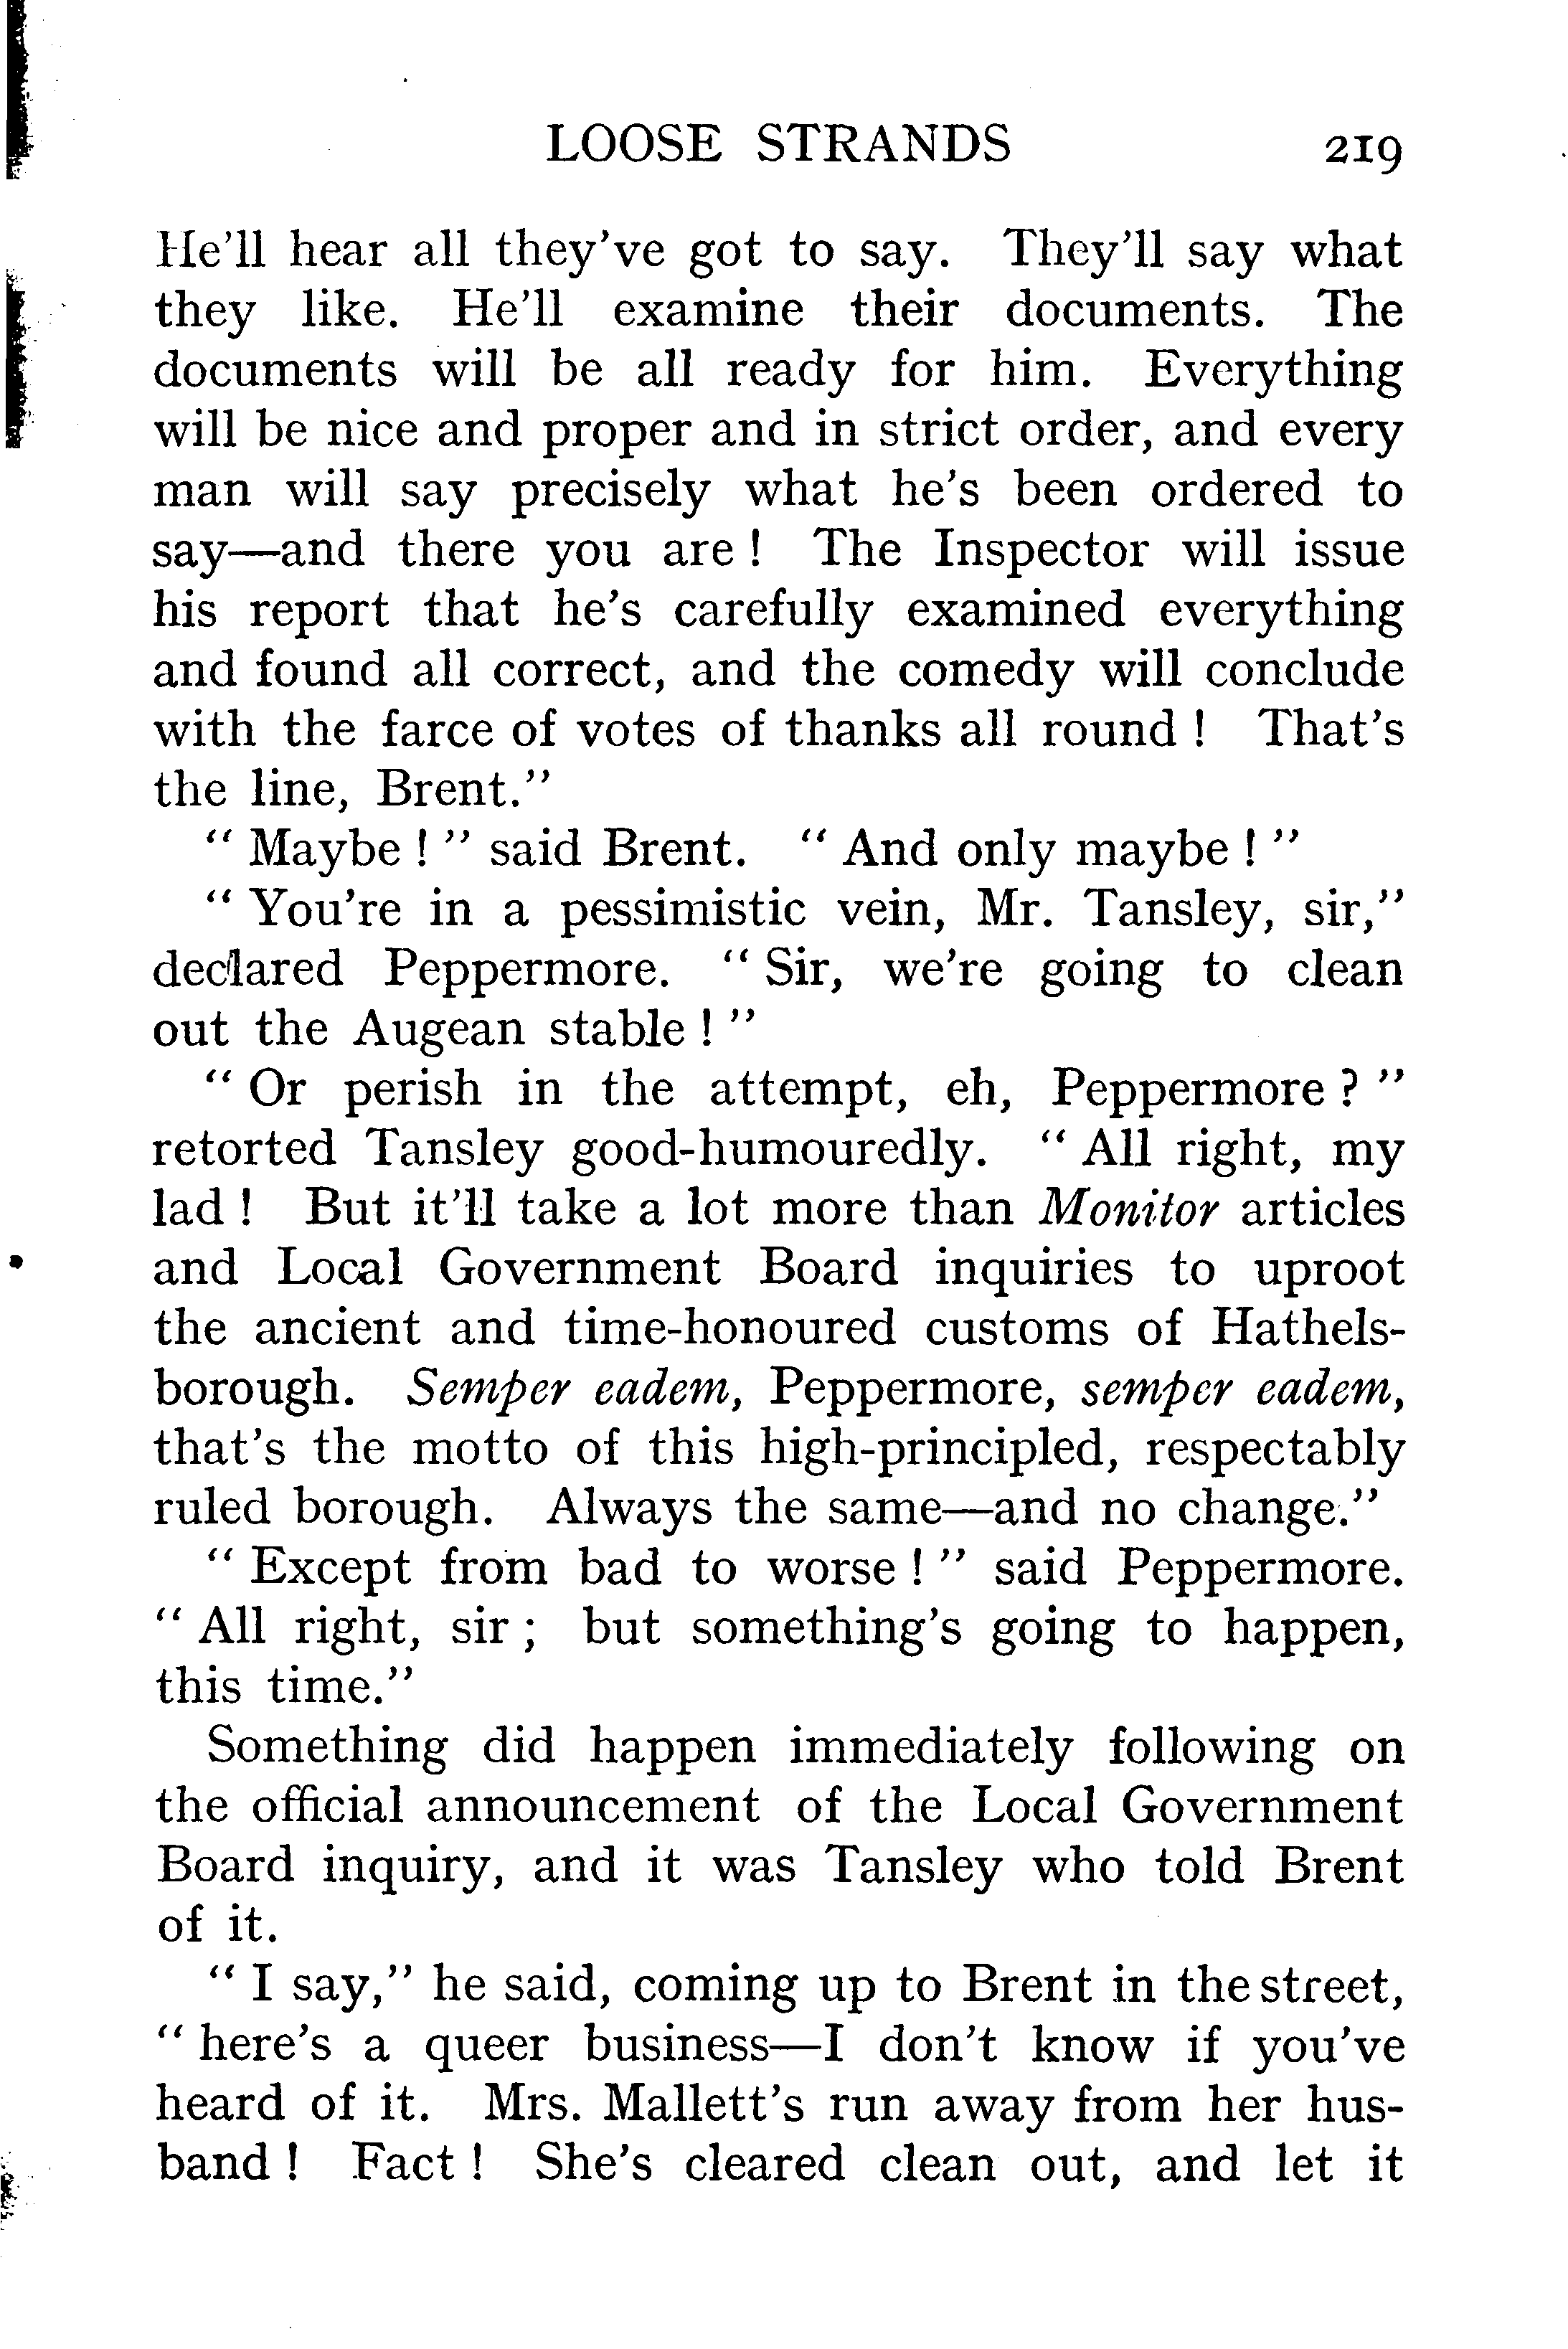 LOOSE STRANDS 219
He'll hear all they've got to say. They'll say what
they like. He'll examine their documents. The
documents will be all ready for him. Everything
will be nice and proper and in strict order, and every
man will say precisely what he's been ordered to
say—and there you are ! The Inspector will issue
his report that he's carefully examined everything
and found all correct, and the comedy will conclude
with the farce of votes of thanks all round ! That's
the line, Brent.”
“ Maybe ! ” said Brent. “ And only maybe ! ”
“ You're in a pessimistic vein, Mr. Tansley, sir,”
declared Peppermore. “ Sir, we're going to clean
out the Augean stable ! ”
“ Or perish in the attempt, eh, Peppermore ? ”
retorted Tansley good-humouredly. “ All right, my
lad ! But it'll take a lot more than Monitor articles
and Local Government Board inquiries to uproot
the ancient and time-honoured customs of Hathels-
borough. Semper eadem, Peppermore, semper eadem,
that's the motto of this high-principled, respectably
ruled borough. Always the same—and no change.”
“ Except from bad to worse ! ” said Peppermore.
“ All right, sir ; but something's going to happen,
this time.”
Something did happen immediately following on
the official announcement of the Local Government
Board inquiry, and it was Tansley who told Brent
of it.
“ I say,” he said, coming up to Brent in the street,
“ here's a queer business—I don't know if you've
heard of it. Mrs. Mallett's run away from her hus-
band ! Fact ! She's cleared clean out, and let it